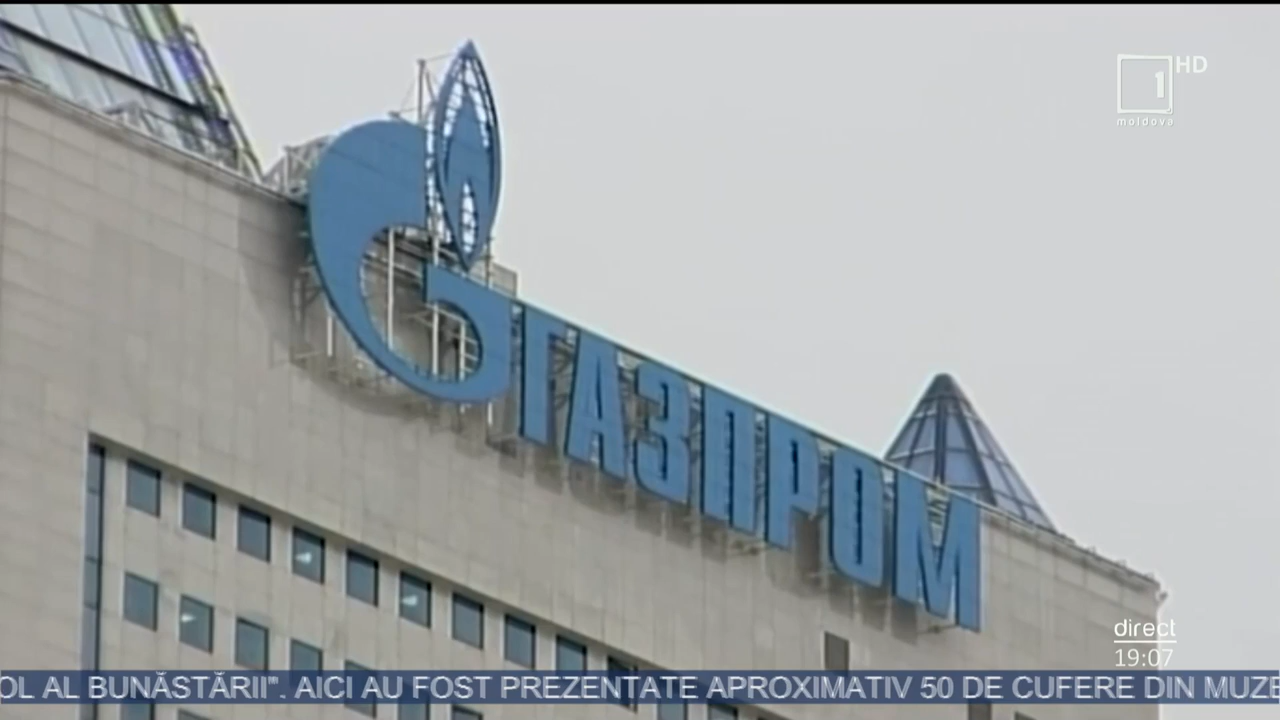 1 HD
moldova
ГАЗПРОМ
direct
19:07
OL AL BUNĂSTĂRII". AICI AU FOST PREZENTATE APROXIMATIV 50 DE CUFERE DIN MUZE